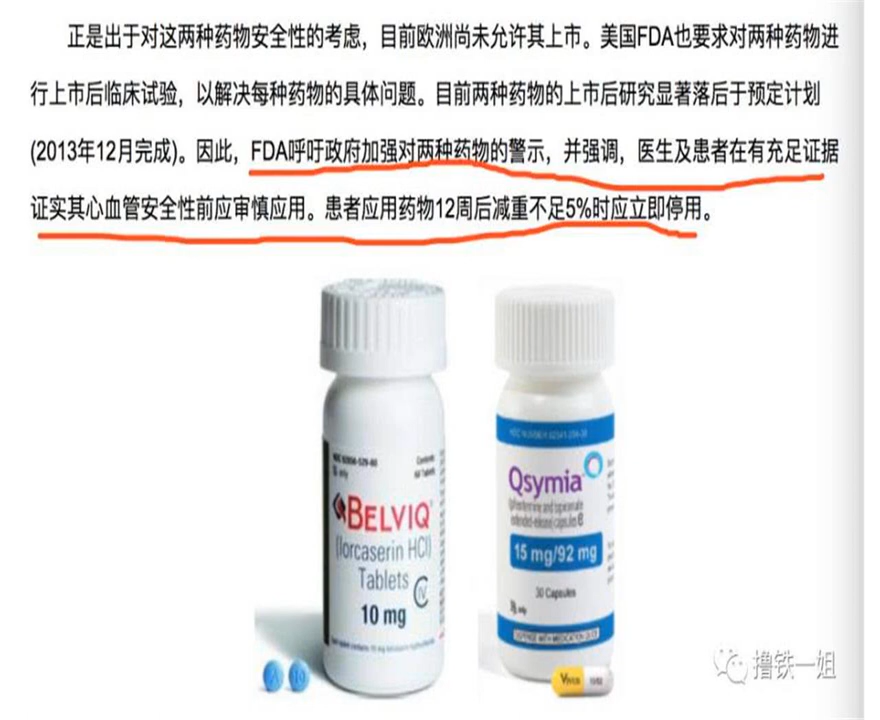 正是出于对这两种药物安全性的考虑，目前欧洲尚未允许其上市。美国FDA也要求对两种药物进
行上市后临床试验，以解决每种药物的具体问题。目前两种药物的上市后研究显著落后于预定计划
(2013年12月完成)。因此，FDA呼吁政府加强对两种药物的警示，并强调，医生及患者在有充足证据
证实其心血管安全性前应审慎应用。患者应用药物12周后减重不足5%时应立即停用。
BELVIQ
(lorcaserin HCl)
Tablets
CIV
10 mg
Qsymia
(phentermine and topiramate
extended-release) capsules
15 mg/92 mg
30 Capsules
撸铁一姐